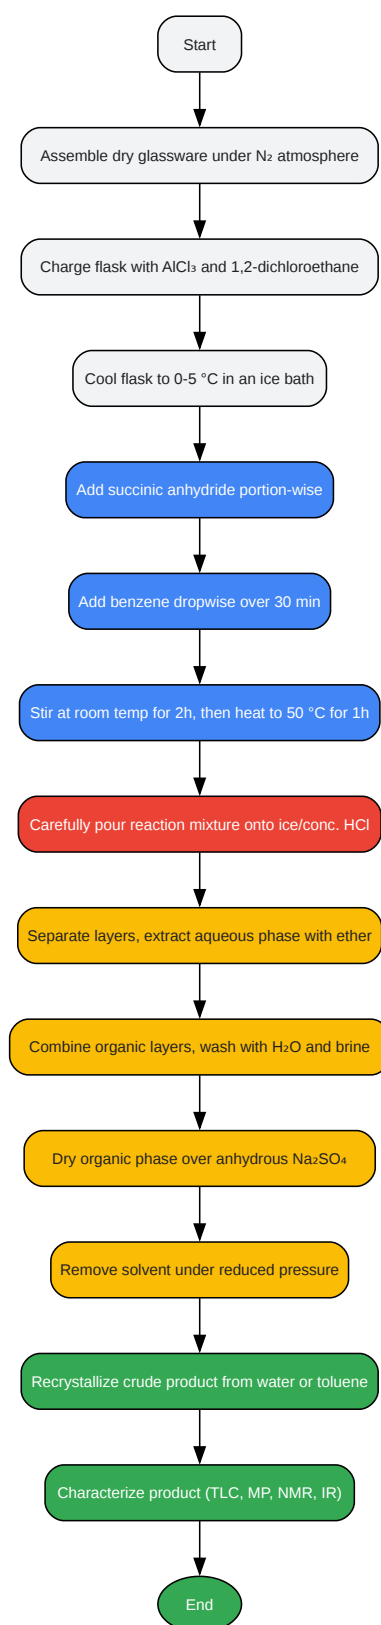 Start
Assemble dry glassware under N₂ atmosphere
Charge flask with AlCl₃ and 1,2-dichloroethane
Cool flask to 0-5 °C in an ice bath
Add succinic anhydride portion-wise
Add benzene dropwise over 30 min
Stir at room temp for 2h, then heat to 50 °C for 1h
Carefully pour reaction mixture onto ice/conc. HCl
Separate layers, extract aqueous phase with ether
Combine organic layers, wash with H₂O and brine
Dry organic phase over anhydrous Na₂SO₄
Remove solvent under reduced pressure
Recrystallize crude product from water or toluene
Characterize product (TLC, MP, NMR, IR)
End